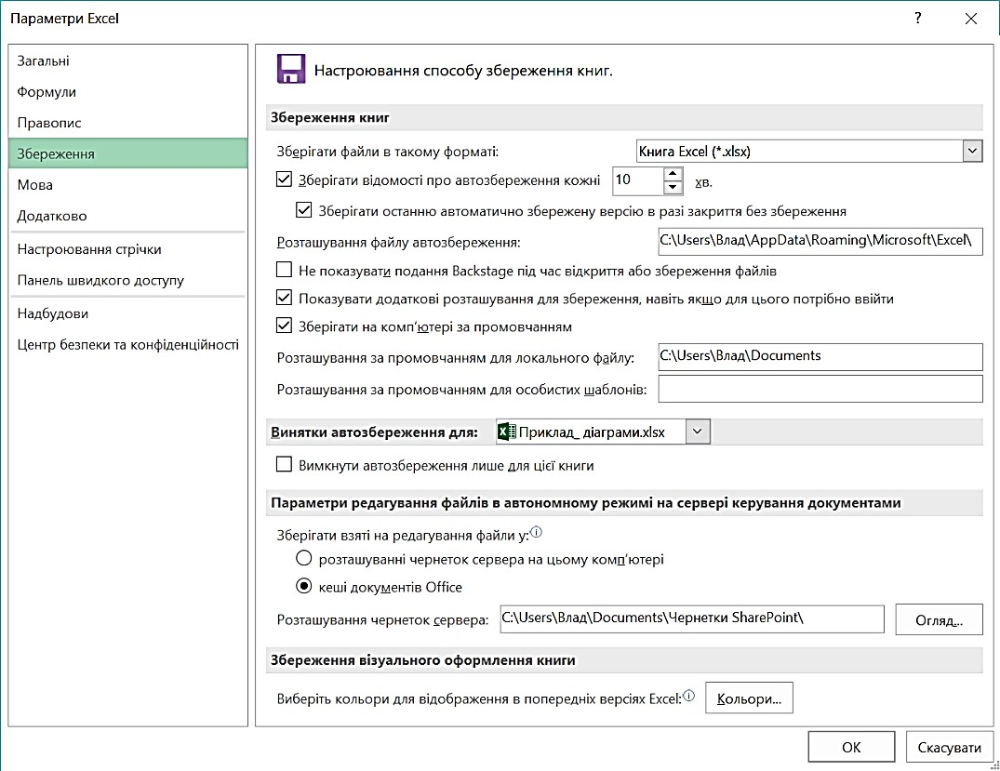 Параметри Excel
?
Загальні
Формули
Правопис
Збереження
Мова
Додатково
Настроювання стрічки
Панель швидкого доступу
Надбудови
Центр безпеки та конфіденційності
Настроювання способу збереження книг.
Збереження книг
Зберігати файли в такому форматі: Книга Excel (*.xlsx)
Зберігати відомості про автозбереження кожні 10 хв.
Зберігати останню автоматично збережену версію в разі закриття без збереження
Розташування файлу автозбереження: C:\Users\Влад\AppData\Roaming\Microsoft\Excel\
Не показувати подання Backstage під час відкриття або збереження файлів
Показувати додаткові розташування для збереження, навіть якщо для цього потрібно ввійти
Зберігати на комп'ютері за промовчанням
Розташування за промовчанням для локального файлу: C:\Users\Влад\Documents
Розташування за промовчанням для особистих шаблонів:
Винятки автозбереження для: Приклад_ діаграми.xlsx
Вимкнути автозбереження лише для цієї книги
Параметри редагування файлів в автономному режимі на сервері керування документами
Зберігати взяті на редагування файли у:
розташуванні чернеток сервера на цьому комп'ютері
кеші документів Office
Розташування чернеток сервера: C:\Users\Влад\Documents\Чернетки SharePoint\ Огляд...
Збереження візуального оформлення книги
Виберіть кольори для відображення в попередніх версіях Excel: Кольори...
ОК Скасувати